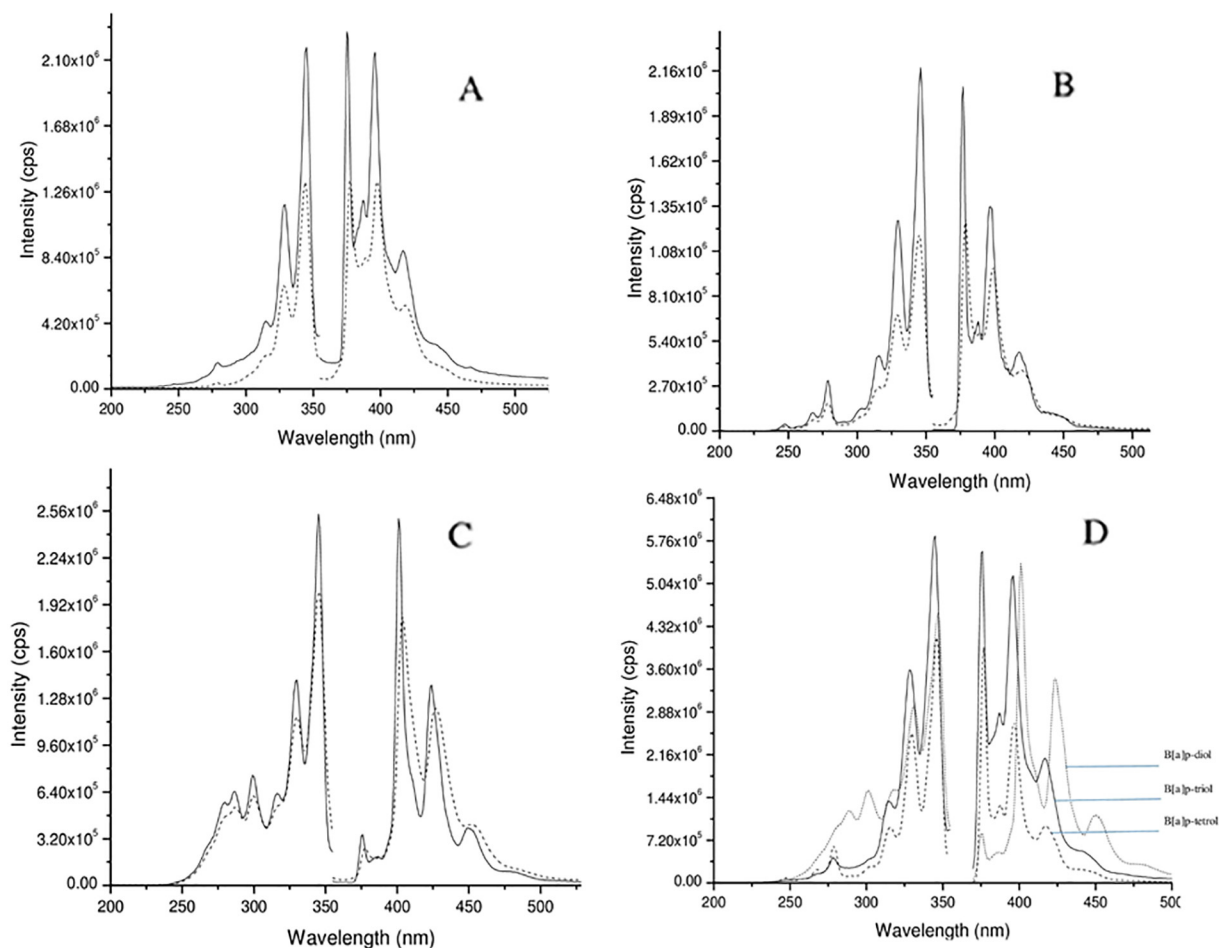 A
Intensity (cps)
2.10x10⁶
1.68x10⁶
1.26x10⁶
8.40x10⁵
4.20x10⁵
0.00
200 250 300 350 400 450 500
Wavelength (nm)
B
Intensity (cps)
2.16x10⁶
1.89x10⁶
1.62x10⁶
1.35x10⁶
1.08x10⁶
8.10x10⁵
5.40x10⁵
2.70x10⁵
0.00
200 250 300 350 400 450 500
Wavelength (nm)
C
Intensity (cps)
2.56x10⁶
2.24x10⁶
1.92x10⁶
1.60x10⁶
1.28x10⁶
9.60x10⁵
6.40x10⁵
3.20x10⁵
0.00
200 250 300 350 400 450 500
Wavelength (nm)
D
Intensity (cps)
6.48x10⁶
5.76x10⁶
5.04x10⁶
4.32x10⁶
3.60x10⁶
2.88x10⁶
2.16x10⁶
1.44x10⁶
7.20x10⁵
0.00
B[a]p-diol
B[a]p-triol
B[a]p-tetrol
200 250 300 350 400 450 500
Wavelength (nm)